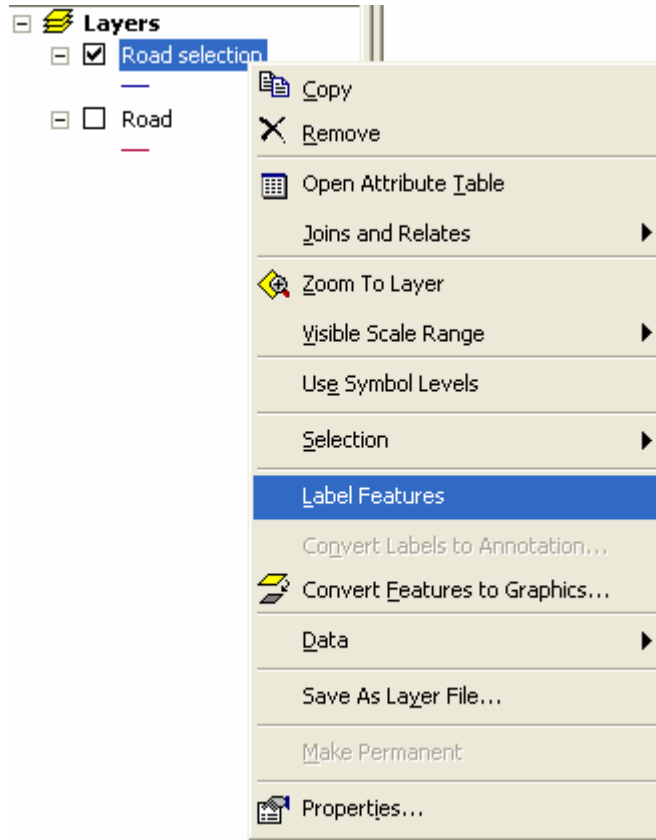 Layers
Road selection
Road
Copy
Remove
Open Attribute Table
Joins and Relates
Zoom To Layer
Visible Scale Range
Use Symbol Levels
Selection
Label Features
Convert Labels to Annotation...
Convert Features to Graphics...
Data
Save As Layer File...
Make Permanent
Properties...